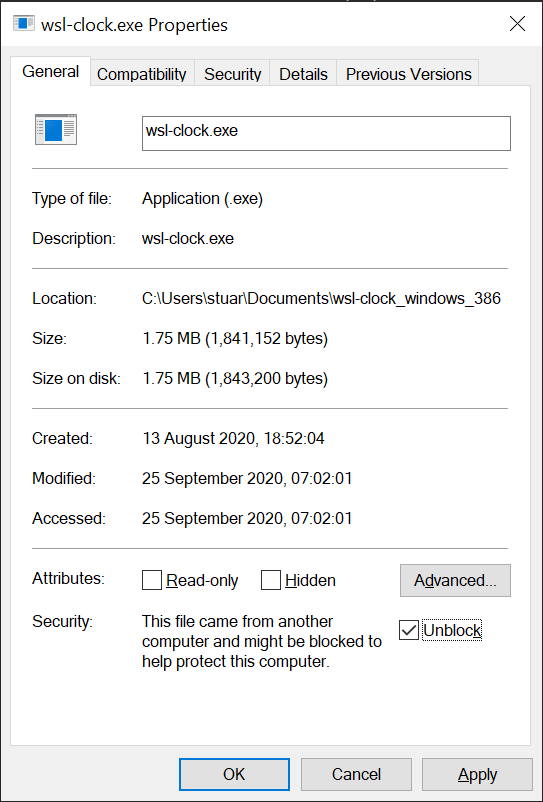 wsl-clock.exe Properties
General Compatibility Security Details Previous Versions
wsl-clock.exe
Type of file: Application (.exe)
Description: wsl-clock.exe
Location: C:\Users\stuar\Documents\wsl-clock_windows_386
Size: 1.75 MB (1,841,152 bytes)
Size on disk: 1.75 MB (1,843,200 bytes)
Created: 13 August 2020, 18:52:04
Modified: 25 September 2020, 07:02:01
Accessed: 25 September 2020, 07:02:01
Attributes: Read-only Hidden Advanced...
Security: This file came from another
computer and might be blocked to Unblock
help protect this computer.
OK Cancel Apply